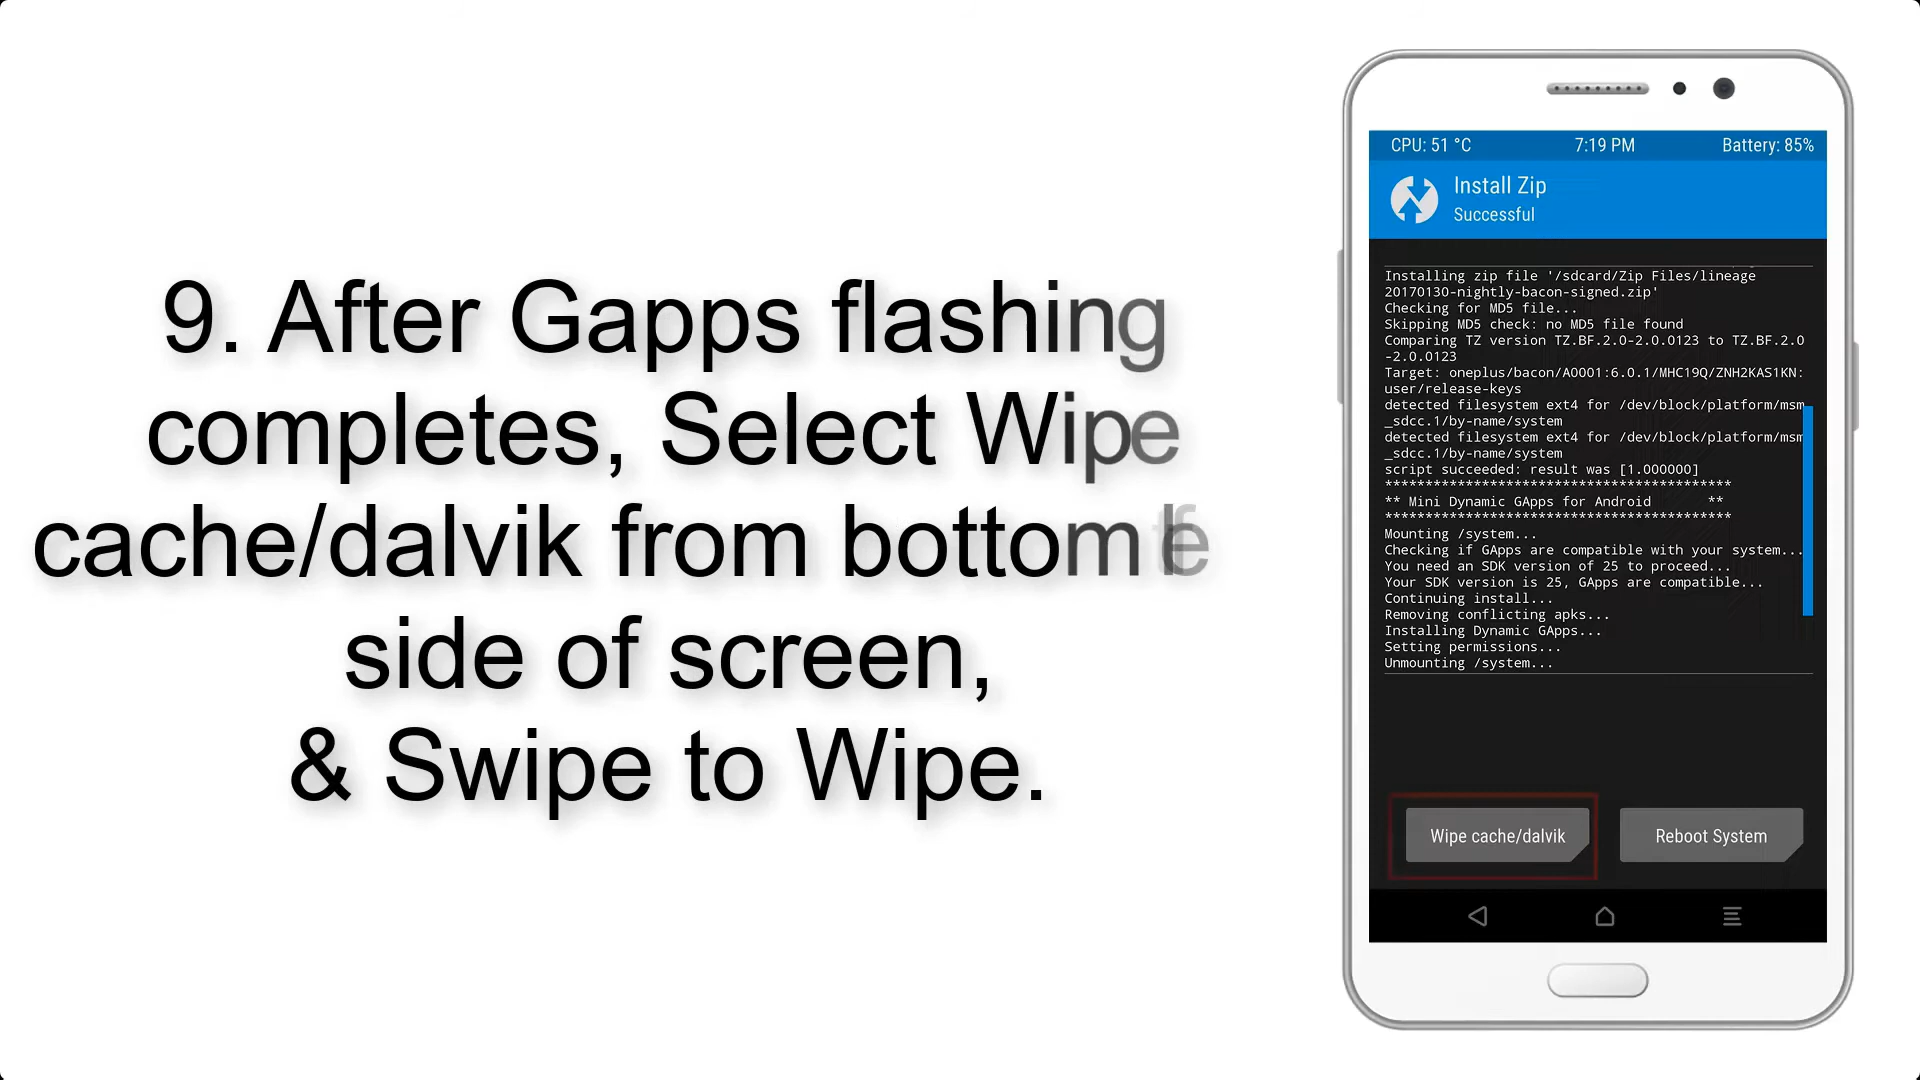 9. After Gapps flashing
completes, Select Wipe
cache/dalvik from bottom
side of screen,
& Swipe to Wipe.
CPU: 51 °C 7:19 PM Battery: 85%
Install Zip
Successful
Installing zip file '/sdcard/Zip Files/lineage
20170130-nightly-bacon-signed.zip'
Checking for MD5 file...
Skipping MD5 check: no MD5 file found
Comparing TZ version TZ.BF.2.0-2.0.0123 to TZ.BF.2.0
-2.0.0123
Target: oneplus/bacon/A0001:6.0.1/MHC19Q/ZNH2KAS1KN:
user/release-keys
detected filesystem ext4 for /dev/block/platform/msm
_sdcc.1/by-name/system
detected filesystem ext4 for /dev/block/platform/msm
_sdcc.1/by-name/system
script succeeded: result was [1.000000]
*******************************************
** Mini Dynamic GApps for Android **
*******************************************
Mounting /system...
Checking if GApps are compatible with your system...
You need an SDK version of 25 to proceed...
Your SDK version is 25, GApps are compatible...
Continuing install...
Removing conflicting apks...
Installing Dynamic GApps...
Setting permissions...
Unmounting /system...
Wipe cache/dalvik Reboot System